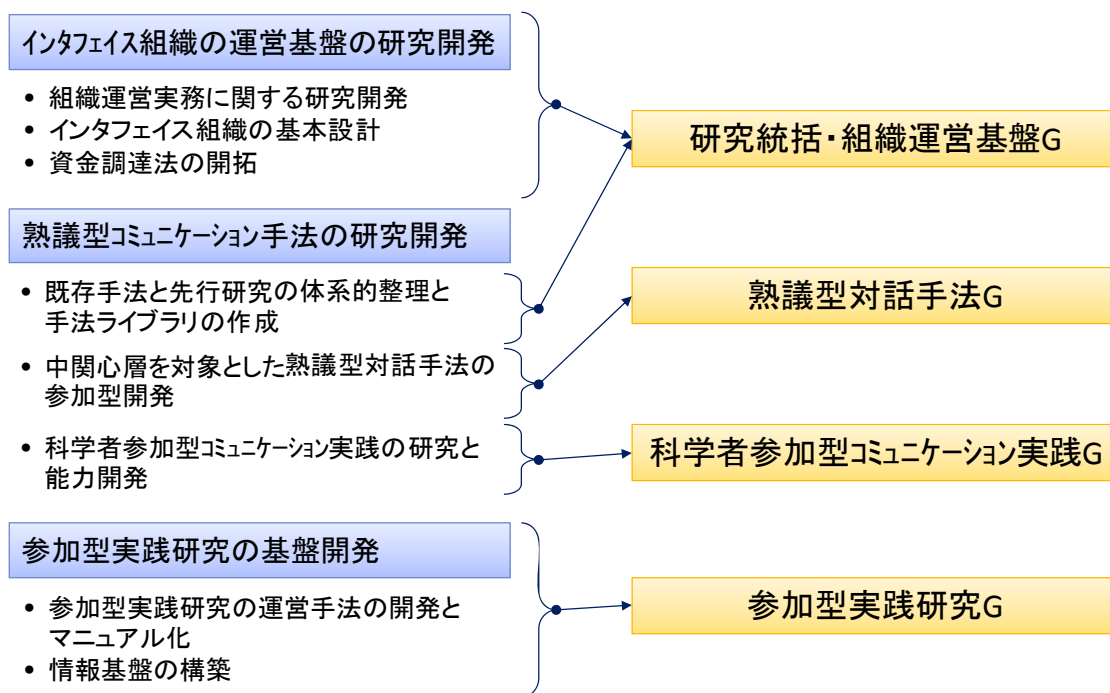 インタフェイス組織の運営基盤の研究開発
• 組織運営実務に関する研究開発
• インタフェイス組織の基本設計
• 資金調達法の開拓
研究統括・組織運営基盤G
熟議型コミュニケーション手法の研究開発
• 既存手法と先行研究の体系的整理と
手法ライブラリの作成
熟議型対話手法G
• 中関心層を対象とした熟議型対話手法の
参加型開発
• 科学者参加型コミュニケーション実践の研究と
能力開発
科学者参加型コミュニケーション実践G
参加型実践研究の基盤開発
• 参加型実践研究の運営手法の開発と
マニュアル化
• 情報基盤の構築
参加型実践研究G